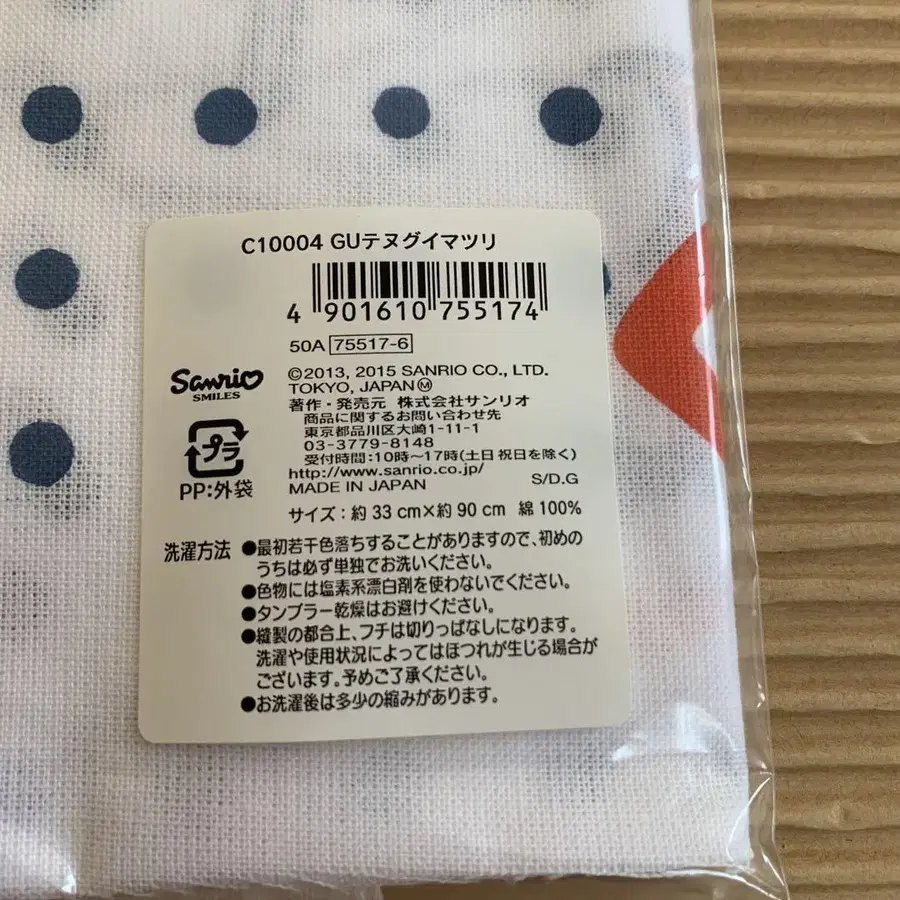 C10004 GUテヌグイマツリ
4 901610 755174
50A 75517-6
Sanrio
SMILES
©2013, 2015 SANRIO CO., LTD.
TOKYO, JAPAN Ⓜ
著作・発売元 株式会社サンリオ
商品に関するお問い合わせ先
東京都品川区大崎1-11-1
03-3779-8148
受付時間:10時〜17時(土日 祝日を除く)
http://www.sanrio.co.jp/
MADE IN JAPAN S/D.G
プラ
PP:外袋
サイズ:約 33 cm×約 90 cm 綿 100%
洗濯方法 ●最初若干色落ちすることがありますので、初めの
うちは必ず単独でお洗いください。
●色物には塩素系漂白剤を使わないでください。
●タンブラー乾燥はお避けください。
●縫製の都合上、フチは切りっぱなしになります。
洗濯や使用状況によってはほつれが生じる場合が
ございます。予めご了承ください。
●お洗濯後は多少の縮みがあります。